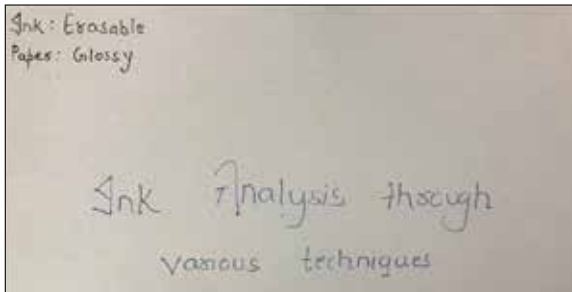 Ink: Erasable
Paper: Glossy
Ink Analysis through
various techniques